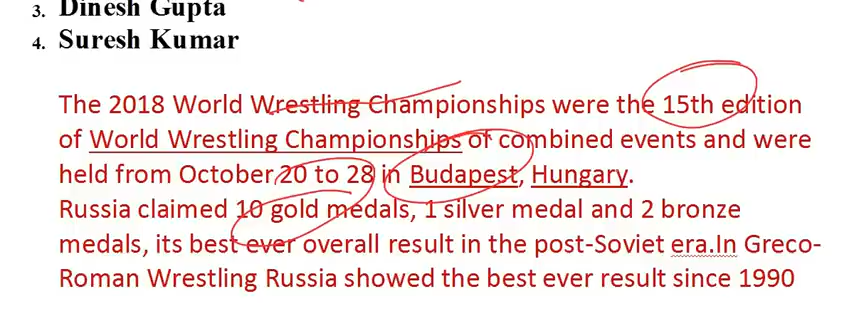 3. Dinesh Gupta
4. Suresh Kumar
The 2018 World Wrestling Championships were the 15th edition
of World Wrestling Championships of combined events and were
held from October 20 to 28 in Budapest, Hungary.
Russia claimed 10 gold medals, 1 silver medal and 2 bronze
medals, its best ever overall result in the post-Soviet era.In Greco-
Roman Wrestling Russia showed the best ever result since 1990